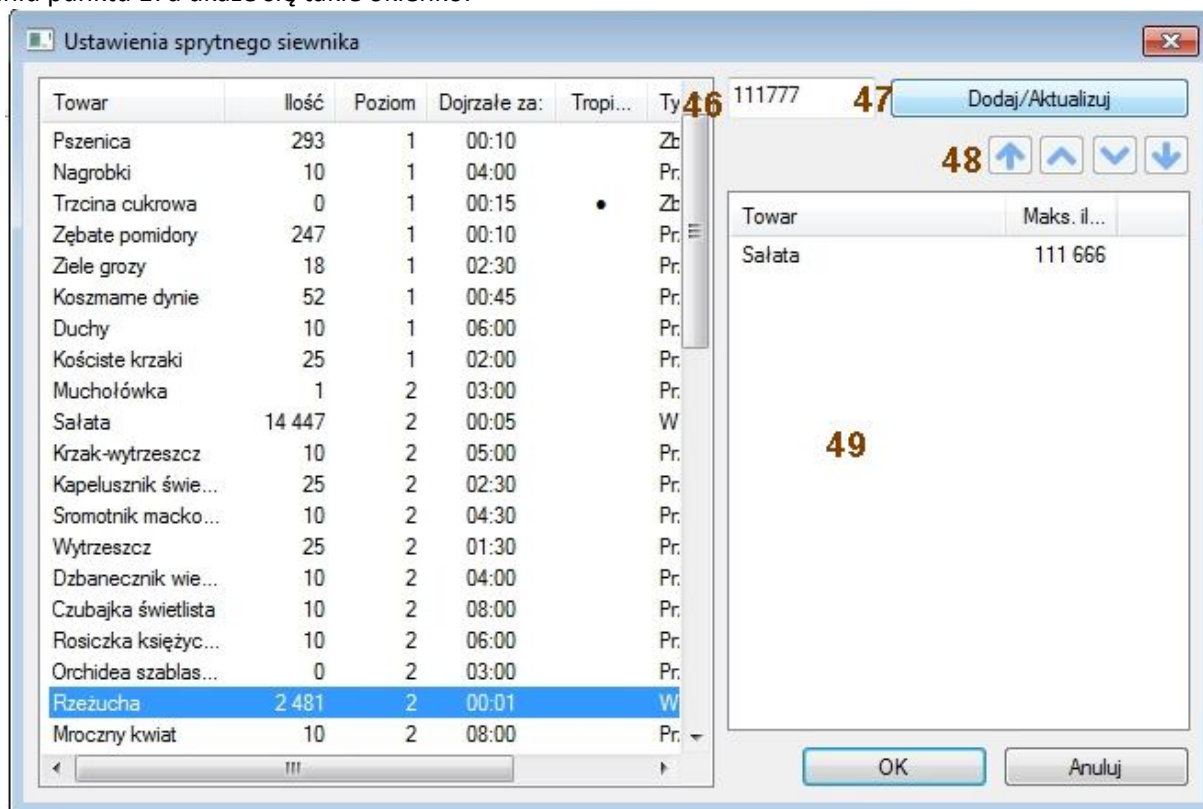 Ustawienia sprytnego siewnika
Towar Ilość Poziom Dojrzałe za: Tropi... Ty
Pszenica 293 1 00:10 Zb
Nagrobki 10 1 04:00 Pr.
Trzcina cukrowa 0 1 00:15 • Zb
Zębate pomidory 247 1 00:10 Pr.
Ziele grozy 18 1 02:30 Pr.
Koszmarne dynie 52 1 00:45 Pr.
Duchy 10 1 06:00 Pr.
Kościste krzaki 25 1 02:00 Pr.
Muchołówka 1 2 03:00 Pr.
Sałata 14 447 2 00:05 W
Krzak-wytrzeszcz 10 2 05:00 Pr.
Kapelusznik świe... 25 2 02:30 Pr.
Sromotnik macko... 10 2 04:30 Pr.
Wytrzeszcz 25 2 01:30 Pr.
Dzbanecznik wie... 10 2 04:00 Pr.
Czubajka świetlista 10 2 08:00 Pr.
Rosiczka księżyc... 10 2 06:00 Pr.
Orchidea szablas... 0 2 03:00 Pr.
Rzeżucha 2 481 2 00:01 W
Mroczny kwiat 10 2 08:00 Pr.
46 111777 47 Dodaj/Aktualizuj
48
Towar Maks. il...
Sałata 111 666
49
OK Anuluj